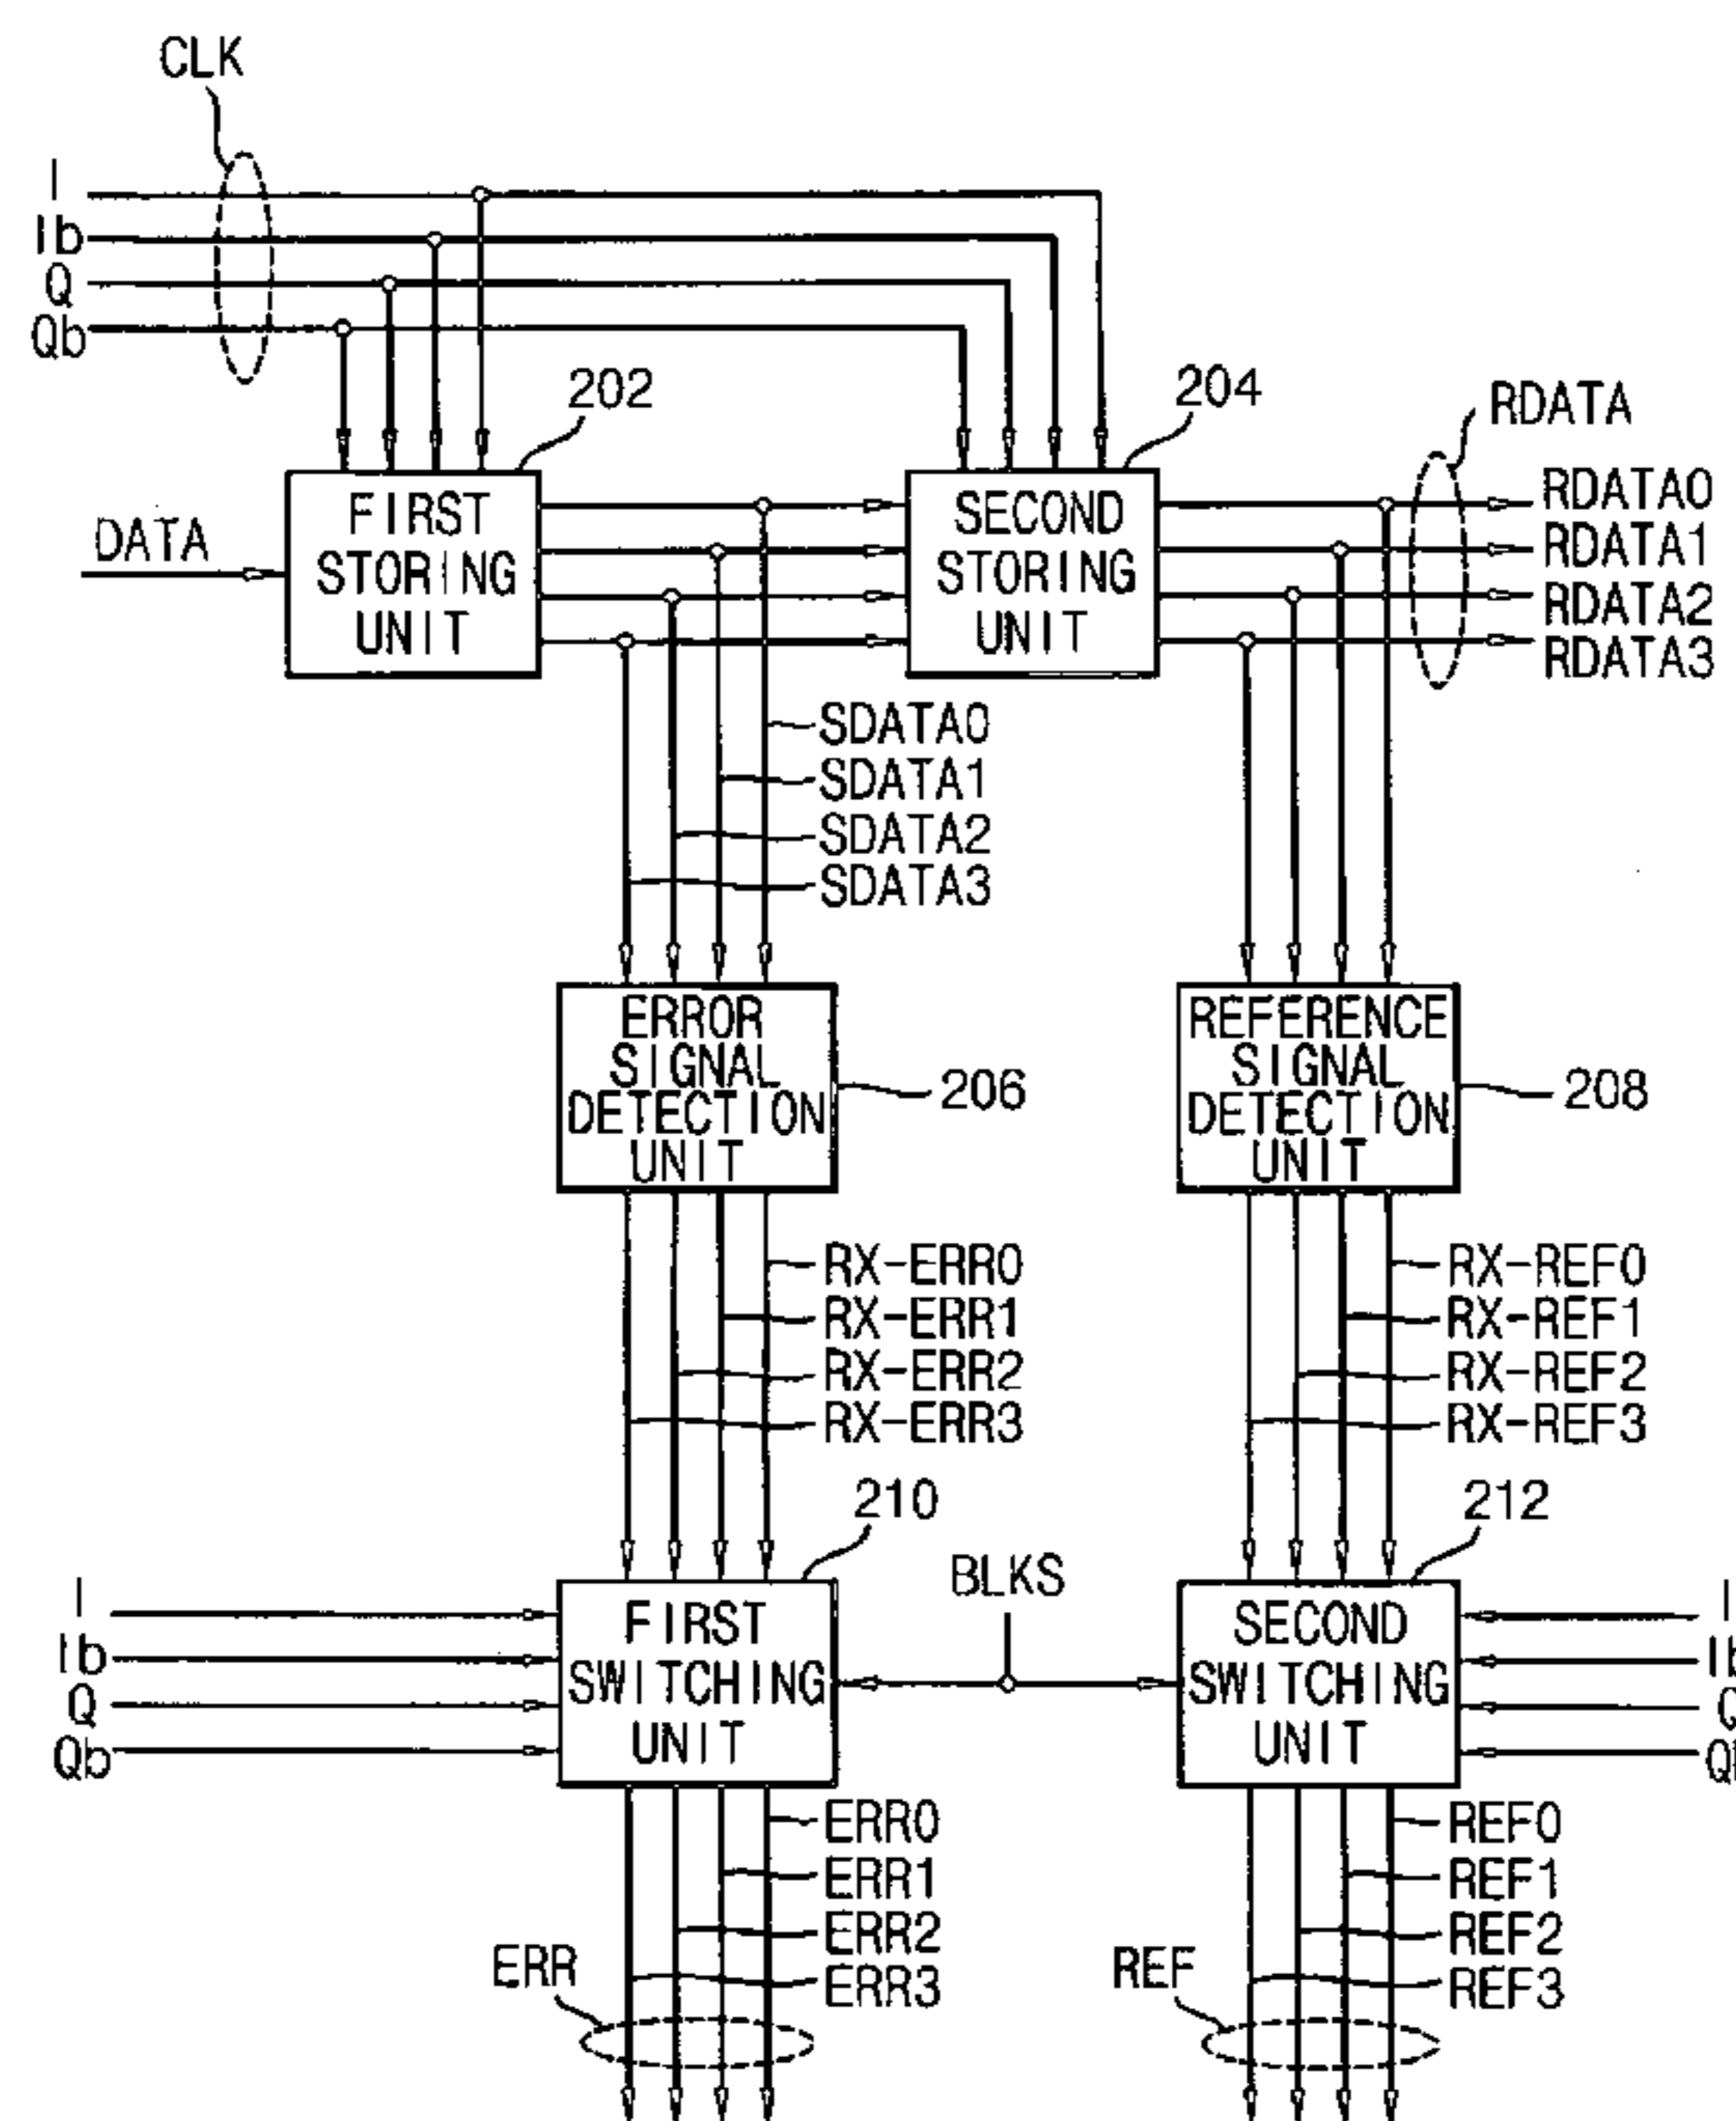 CLK
I
Ib
Q
Qb
202
204
RDATA
DATA
FIRST
STORING
UNIT
SECOND
STORING
UNIT
RDATA0
RDATA1
RDATA2
RDATA3
SDATA0
SDATA1
SDATA2
SDATA3
ERROR
SIGNAL
DETECTION
UNIT
206
REFERENCE
SIGNAL
DETECTION
UNIT
208
RX-ERR0
RX-ERR1
RX-ERR2
RX-ERR3
RX-REF0
RX-REF1
RX-REF2
RX-REF3
210
212
I
Ib
Q
Qb
FIRST
SWITCHING
UNIT
BLKS
SECOND
SWITCHING
UNIT
I
Ib
Q
Qb
ERR0
ERR1
ERR2
ERR3
ERR
REF0
REF1
REF2
REF3
REF